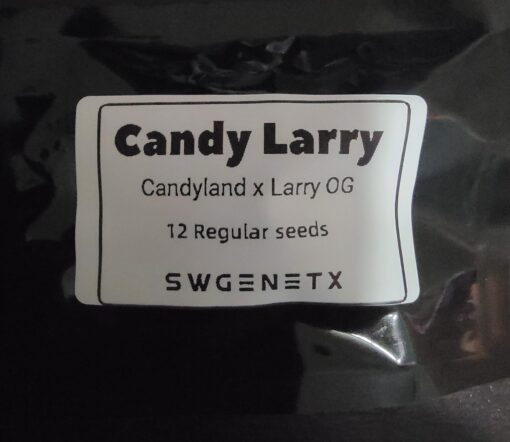 Candy Larry
Candyland x Larry OG
12 Regular seeds
SWGENETX